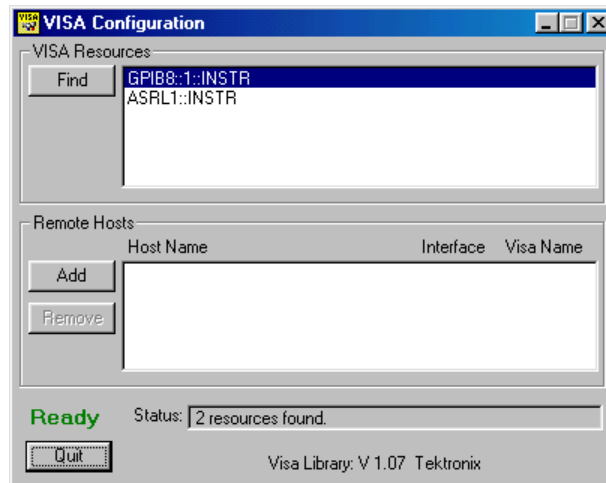 VISA Configuration
VISA Resources
Find
GPIB8::1::INSTR
ASRL1::INSTR
Remote Hosts
Host Name Interface Visa Name
Add
Remove
Ready Status: 2 resources found.
Quit
Visa Library: V 1.07 Tektronix